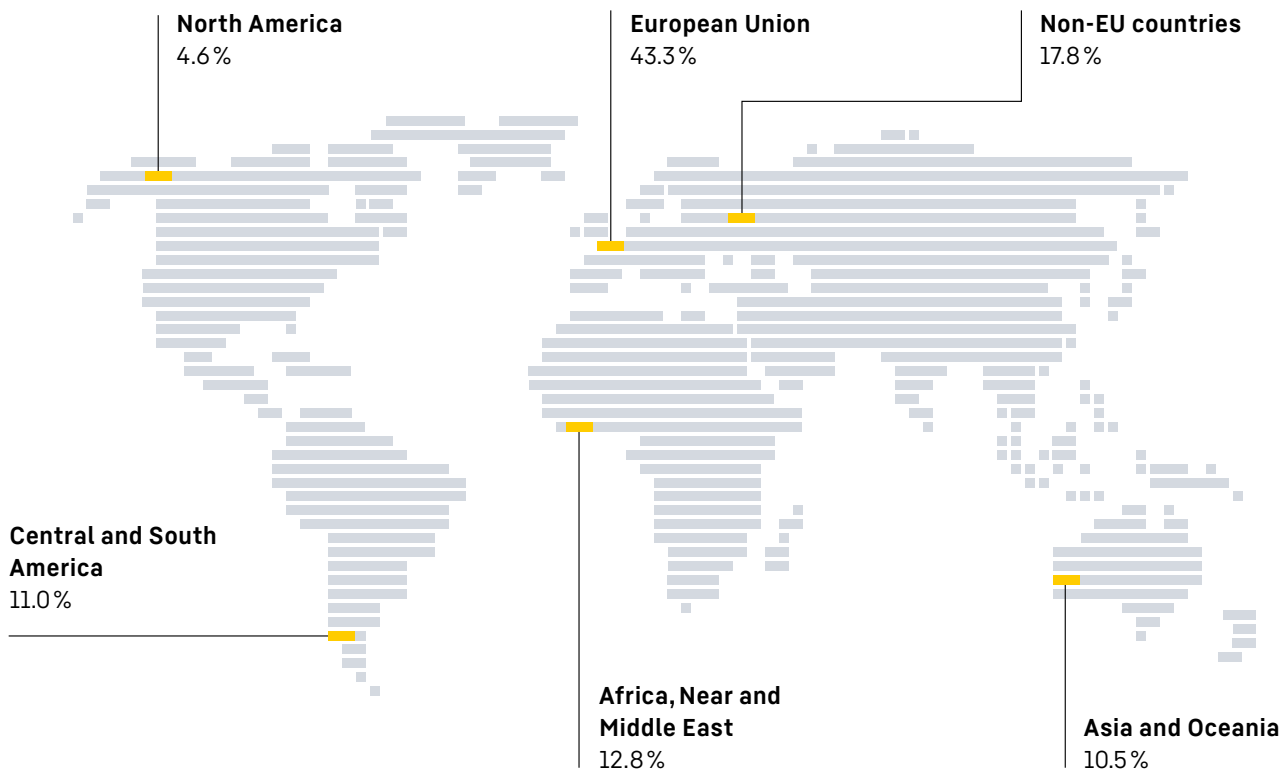 North America
4.6 %
European Union
43.3 %
Non-EU countries
17.8 %
Central and South
America
11.0 %
Africa, Near and
Middle East
12.8 %
Asia and Oceania
10.5 %